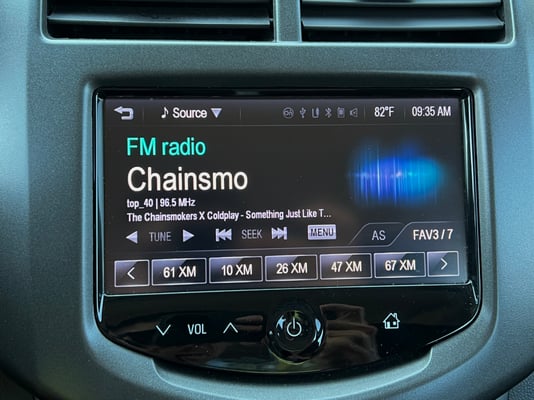 Source 82°F 09:35 AM
FM radio
Chainsmo
top_40 | 96.5 MHz
The Chainsmokers X Coldplay - Something Just Like T...
TUNE SEEK MENU AS FAV3 / 7
61 XM 10 XM 26 XM 47 XM 67 XM
VOL